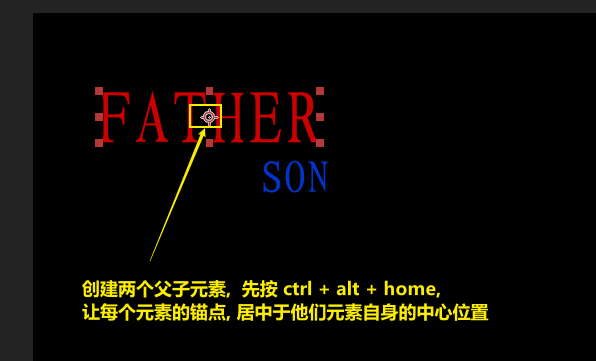 FATHER
SON
创建两个父子元素, 先按 ctrl + alt + home,
让每个元素的锚点, 居中于他们元素自身的中心位置